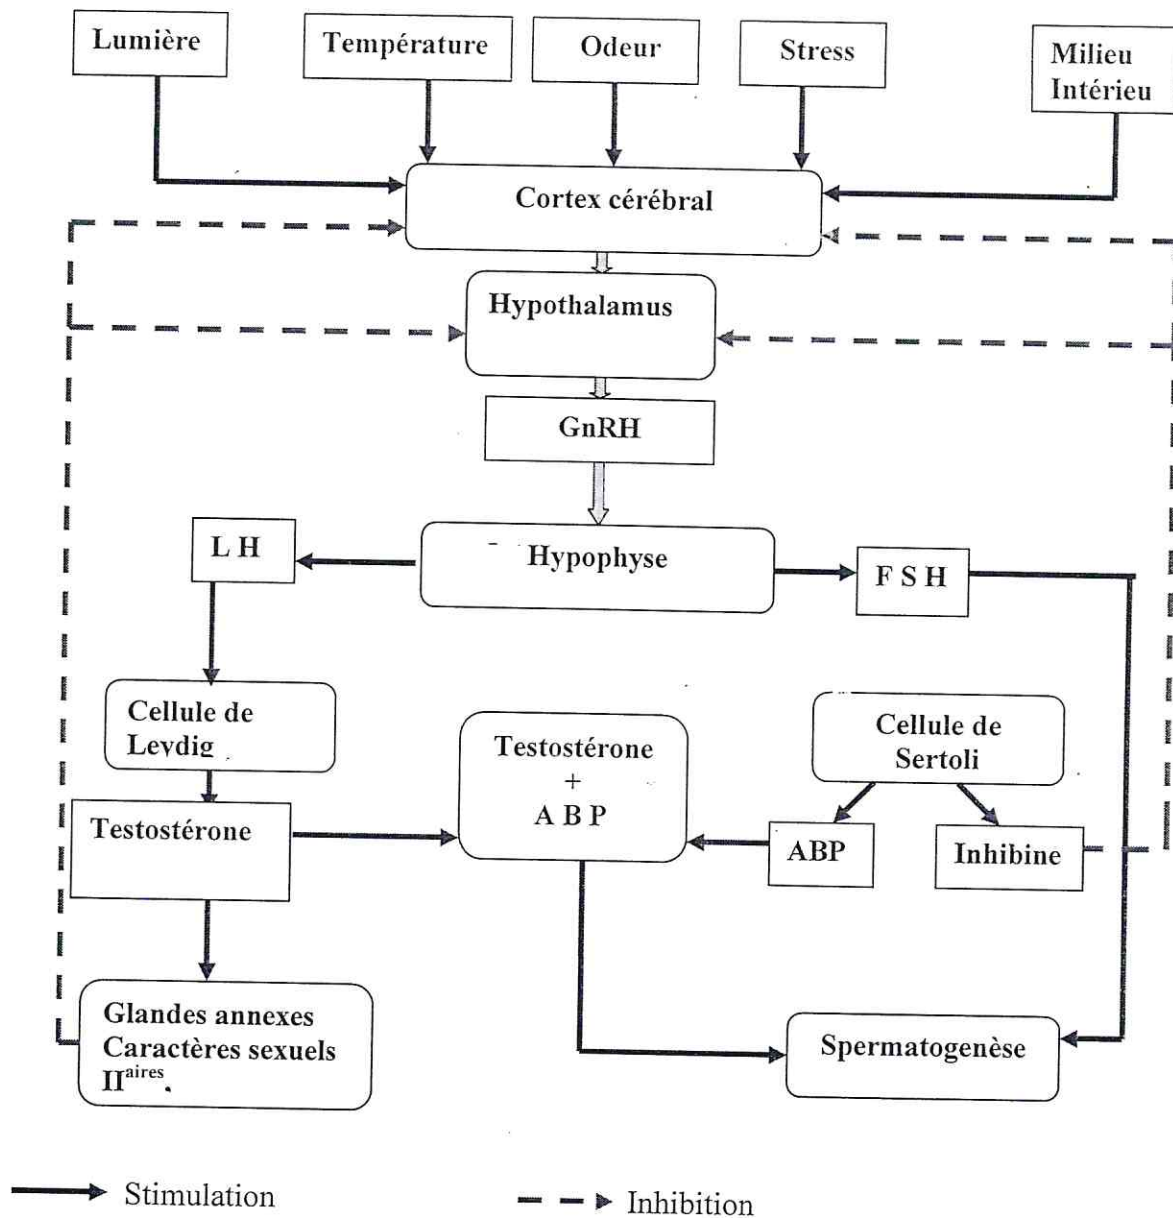 Lumière
Température
Odeur
Stress
Milieu
Intérieu
Cortex cérébral
Hypothalamus
GnRH
L H
Hypophyse
F S H
Cellule de
Leydig
Testostérone
+
A B P
Cellule de
Sertoli
Testostérone
ABP
Inhibine
Glandes annexes
Caractères sexuels
IIaires.
Spermatogenèse
Stimulation
Inhibition